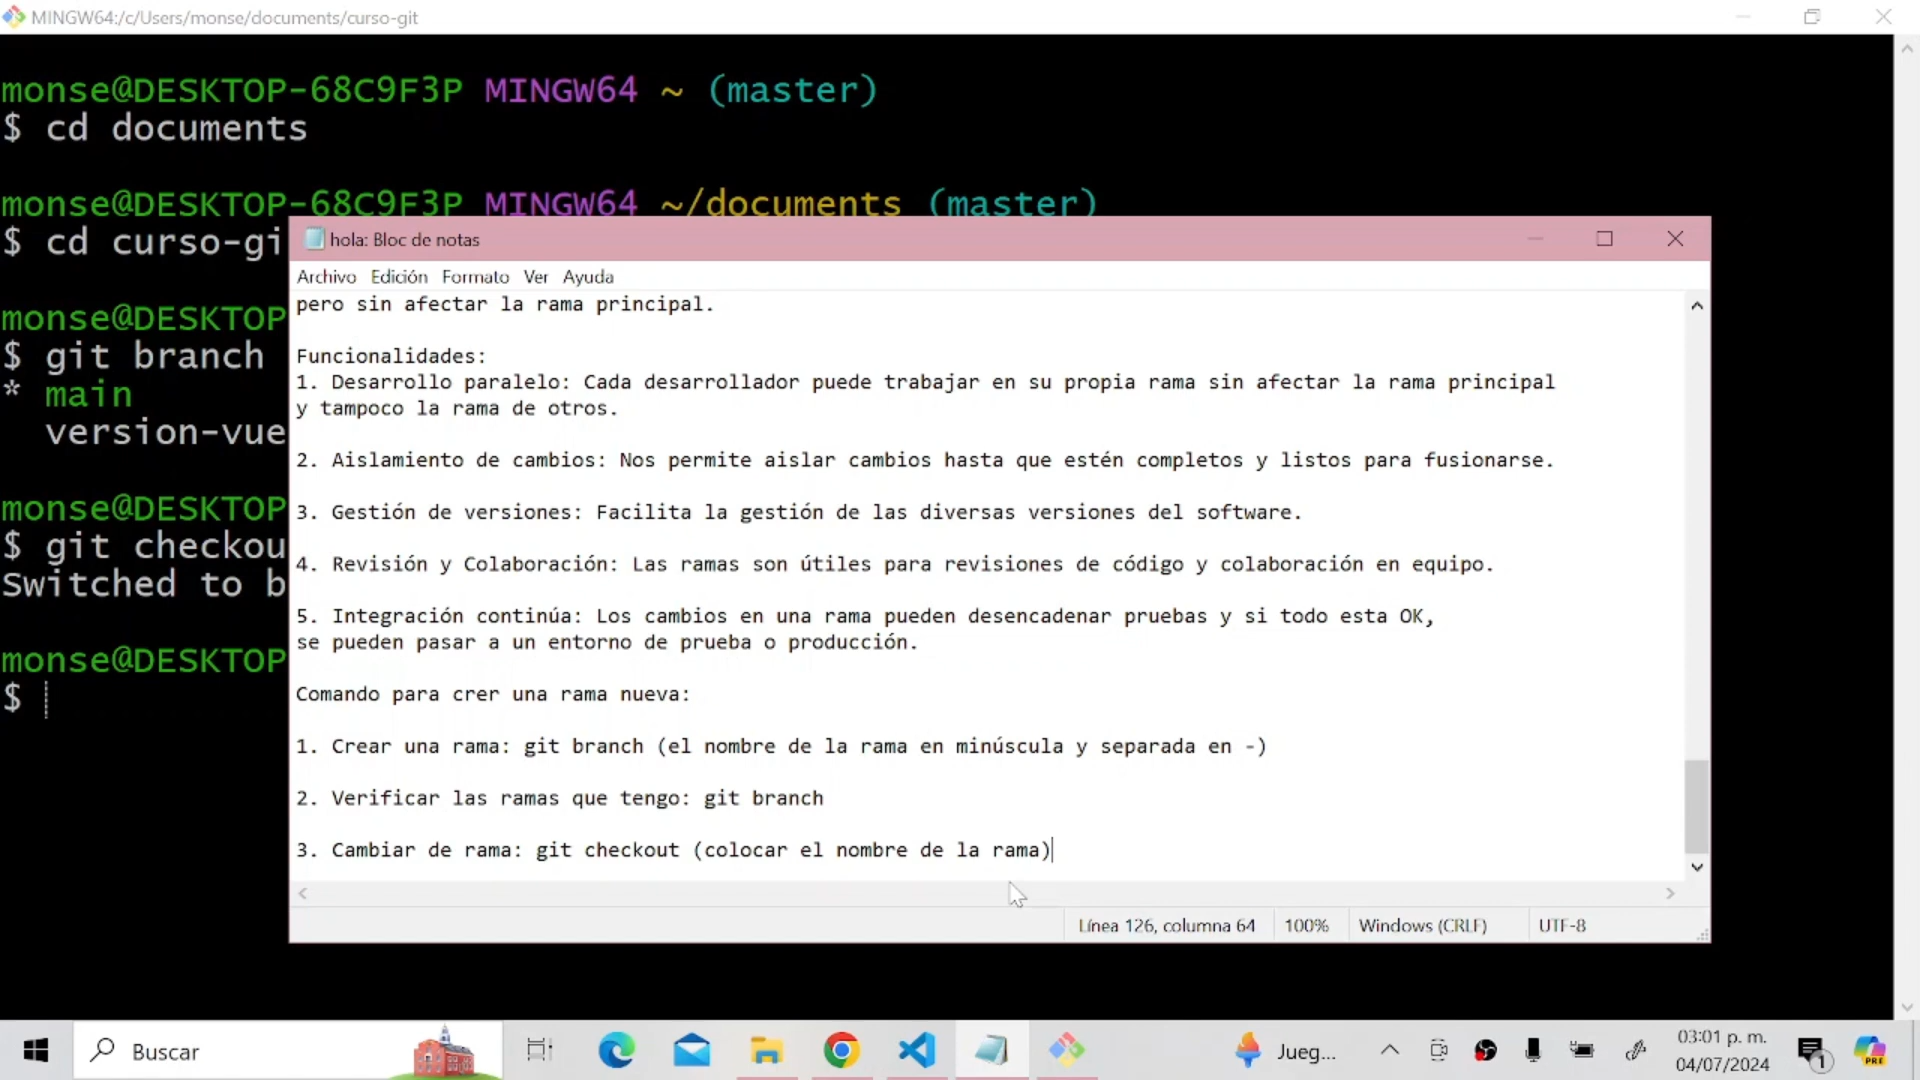 MINGW64:/c/Users/monse/documents/curso-git
monse@DESKTOP-68C9F3P MINGW64 ~ (master)
$ cd documents
monse@DESKTOP-68C9F3P MINGW64 ~/documents (master)
$ cd curso-gi
monse@DESKTOP
$ git branch
* main
version-vue
monse@DESKTOP
$ git checkou
Switched to b
monse@DESKTOP
$
hola: Bloc de notas
Archivo Edición Formato Ver Ayuda
pero sin afectar la rama principal.
Funcionalidades:
1. Desarrollo paralelo: Cada desarrollador puede trabajar en su propia rama sin afectar la rama principal
y tampoco la rama de otros.
2. Aislamiento de cambios: Nos permite aislar cambios hasta que estén completos y listos para fusionarse.
3. Gestión de versiones: Facilita la gestión de las diversas versiones del software.
4. Revisión y Colaboración: Las ramas son útiles para revisiones de código y colaboración en equipo.
5. Integración continúa: Los cambios en una rama pueden desencadenar pruebas y si todo esta OK,
se pueden pasar a un entorno de prueba o producción.
Comando para crer una rama nueva:
1. Crear una rama: git branch (el nombre de la rama en minúscula y separada en -)
2. Verificar las ramas que tengo: git branch
3. Cambiar de rama: git checkout (colocar el nombre de la rama)
Línea 126, columna 64 100% Windows (CRLF) UTF-8
Buscar
Jueg...
03:01 p. m.
04/07/2024
1
PRE